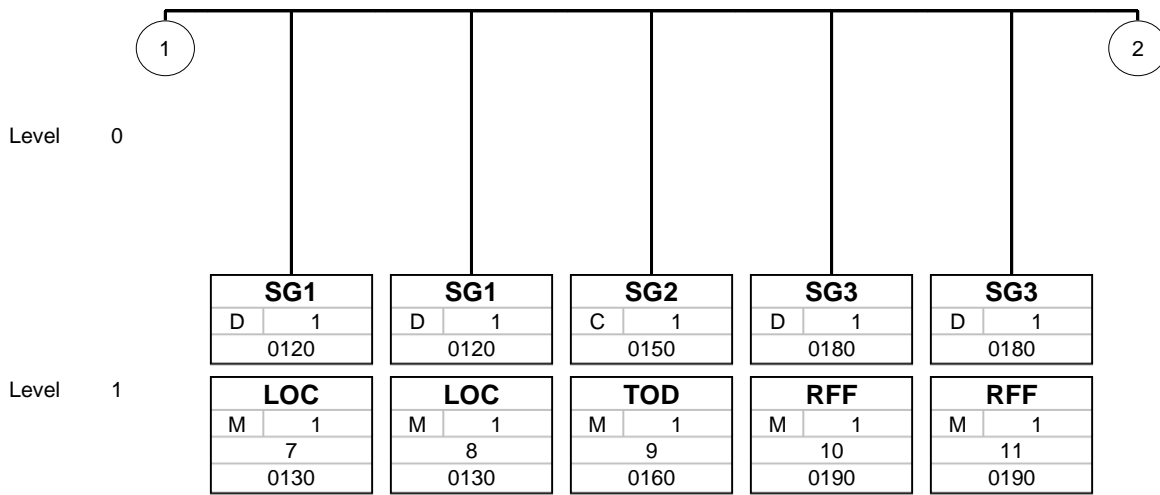 1 2
Level 0
SG1 SG1 SG2 SG3 SG3
D 1 D 1 C 1 D 1 D 1
0120 0120 0150 0180 0180
Level 1
LOC LOC TOD RFF RFF
M 1 M 1 M 1 M 1 M 1
7 8 9 10 11
0130 0130 0160 0190 0190